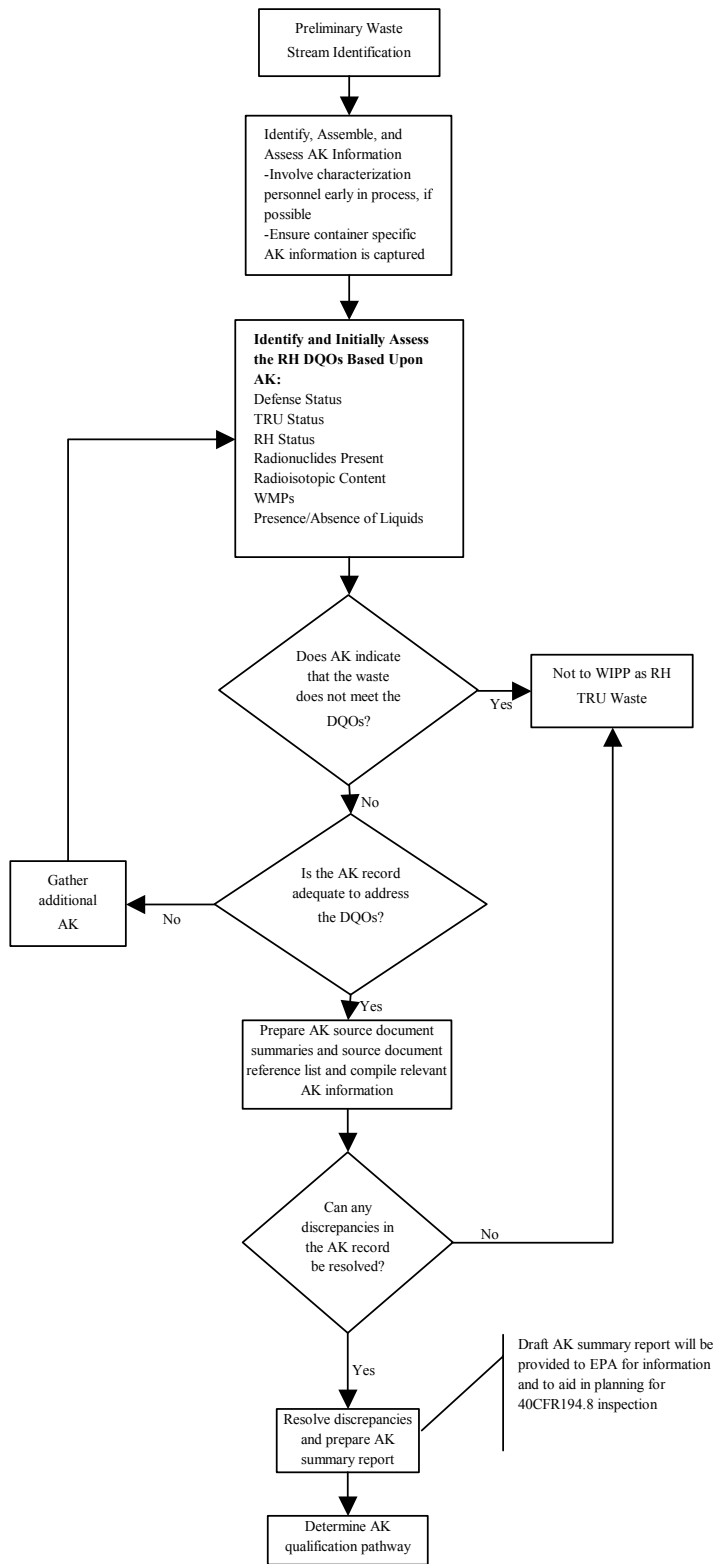 Preliminary Waste
Stream Identification
Identify, Assemble, and
Assess AK Information
-Involve characterization
personnel early in process, if
possible
-Ensure container specific
AK information is captured
Identify and Initially Assess
the RH DQOs Based Upon
AK:
Defense Status
TRU Status
RH Status
Radionuclides Present
Radioisotopic Content
WMPs
Presence/Absence of Liquids
Does AK indicate
that the waste
does not meet the
DQOs?
Yes
Not to WIPP as RH
TRU Waste
No
Is the AK record
adequate to address
the DQOs?
No
Gather
additional
AK
Yes
Prepare AK source document
summaries and source document
reference list and compile relevant
AK information
Can any
discrepancies in
the AK record
be resolved?
No
Yes
Draft AK summary report will be
provided to EPA for information
and to aid in planning for
40CFR194.8 inspection
Resolve discrepancies
and prepare AK
summary report
Determine AK
qualification pathway